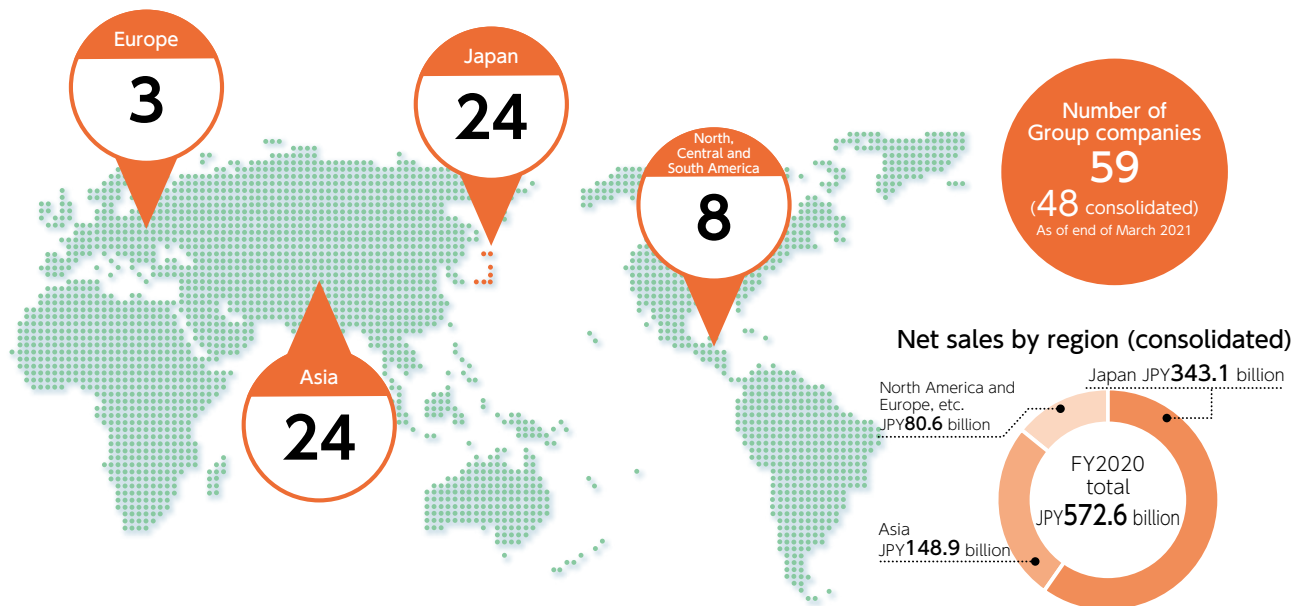 Europe
3
Japan
24
North,
Central and
South America
8
Asia
24
Number of
Group companies
59
(48 consolidated)
As of end of March 2021
Net sales by region (consolidated)
Japan JPY343.1 billion
North America and
Europe, etc.
JPY80.6 billion
FY2020
total
JPY572.6 billion
Asia
JPY148.9 billion